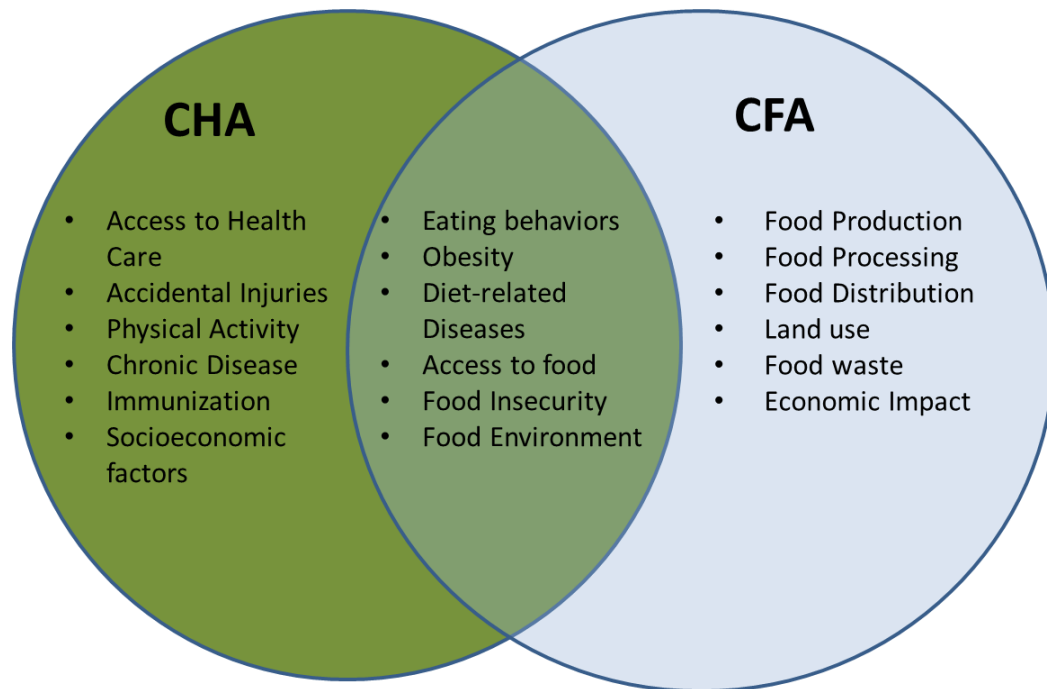 CHA
• Access to Health
Care
• Accidental Injuries
• Physical Activity
• Chronic Disease
• Immunization
• Socioeconomic
factors
• Eating behaviors
• Obesity
• Diet-related
Diseases
• Access to food
• Food Insecurity
• Food Environment
CFA
• Food Production
• Food Processing
• Food Distribution
• Land use
• Food waste
• Economic Impact